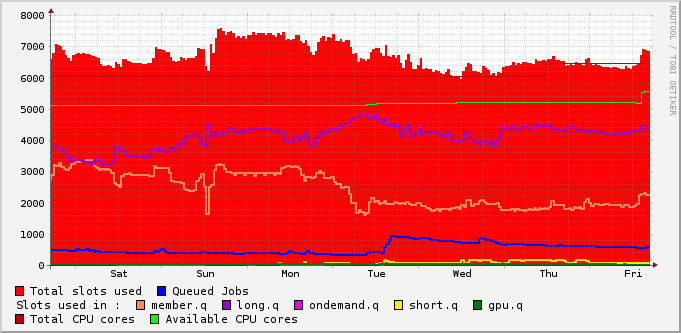 RRDTOOL / TOBI OETIKER
8000
7000
6000
5000
4000
3000
2000
1000
0
Sat Sun Mon Tue Wed Thu Fri
Total slots used Queued Jobs
Slots used in : member.q long.q ondemand.q short.q gpu.q
Total CPU cores Available CPU cores